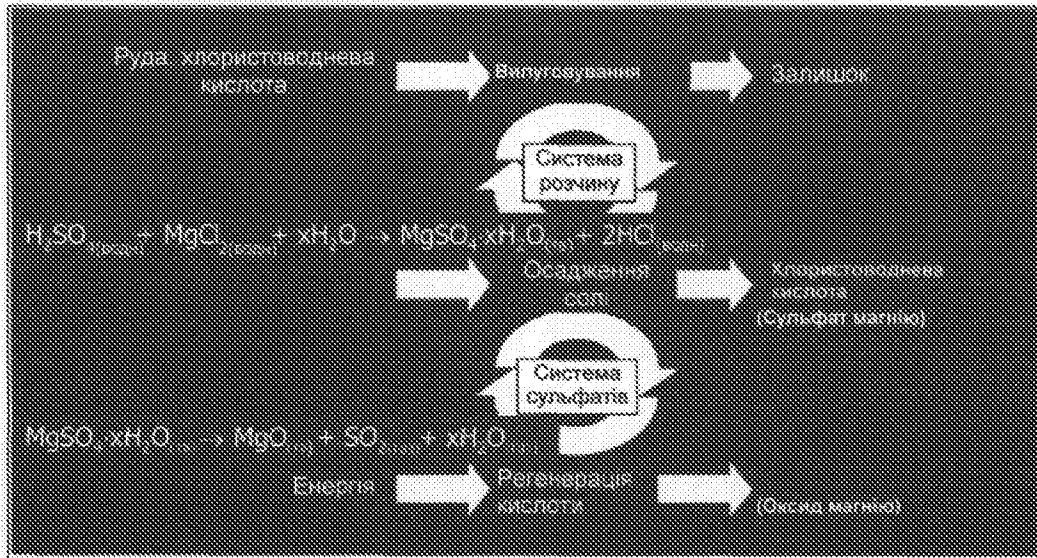 Руда, хлористоводнева
кислота
Вилуговування
Залишок
Система
розчину
H₂SO₄ + MgCl₂ + xH₂O → MgSO₄·xH₂O + 2HCl
Осадження
солі
Хлористоводнева
кислота
(Сульфат магнію)
Система
сульфатів
MgSO₄·xH₂O → MgO + SO + xH₂O
Енергія
Регенерація
кислоти
(Оксид магнію)